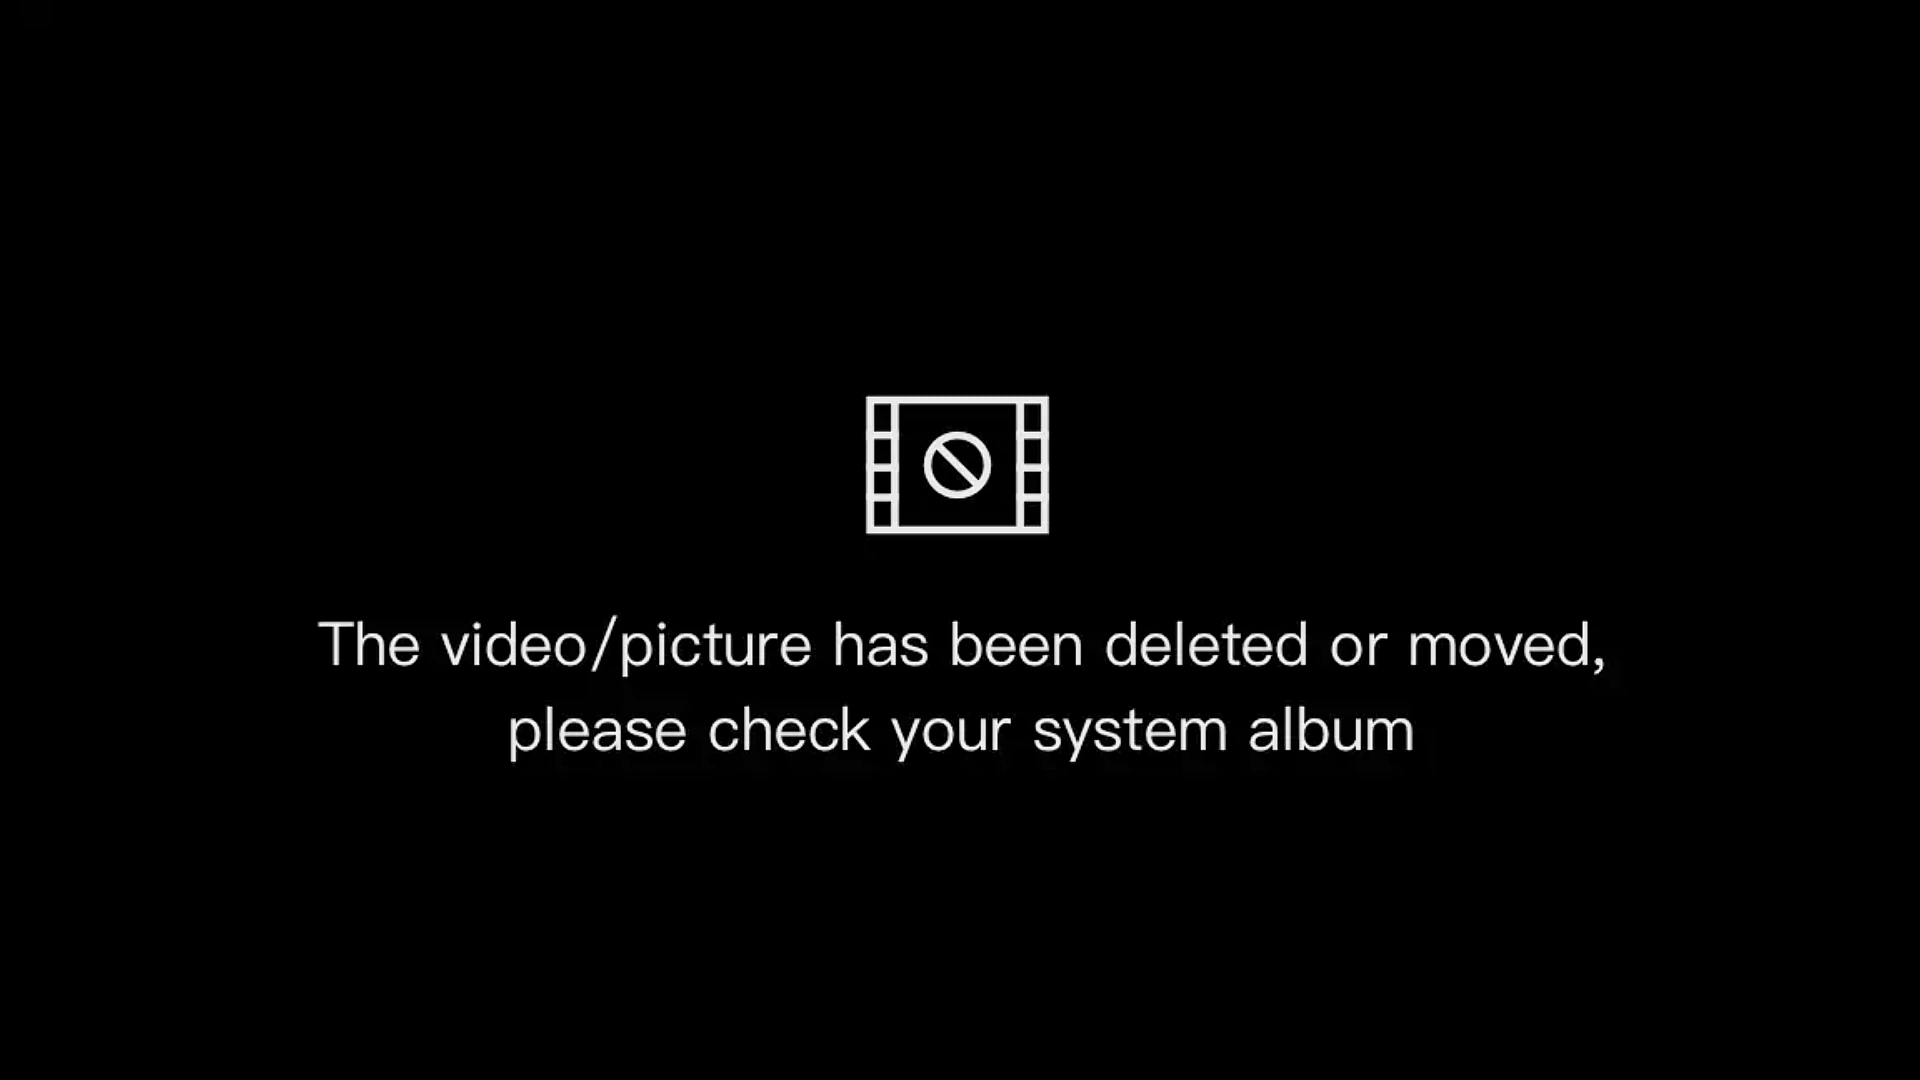 The video/picture has been deleted or moved,
please check your system album